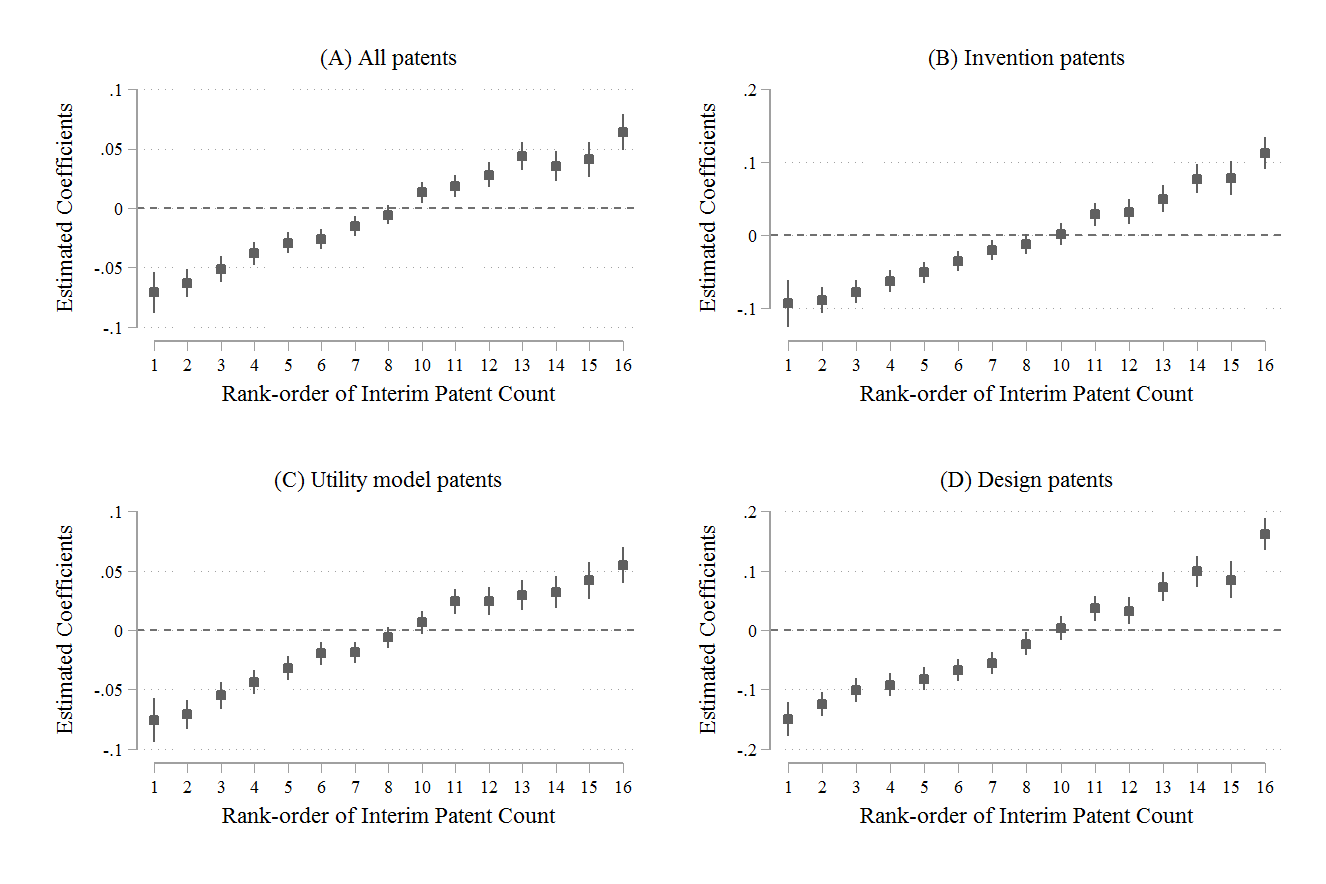 (A) All patents
Estimated Coefficients
.1
.05
0
-.05
-.1
1 2 3 4 5 6 7 8 10 11 12 13 14 15 16
Rank-order of Interim Patent Count
(B) Invention patents
Estimated Coefficients
.2
.1
0
-.1
1 2 3 4 5 6 7 8 10 11 12 13 14 15 16
Rank-order of Interim Patent Count
(C) Utility model patents
Estimated Coefficients
.1
.05
0
-.05
-.1
1 2 3 4 5 6 7 8 10 11 12 13 14 15 16
Rank-order of Interim Patent Count
(D) Design patents
Estimated Coefficients
.2
.1
0
-.1
-.2
1 2 3 4 5 6 7 8 10 11 12 13 14 15 16
Rank-order of Interim Patent Count